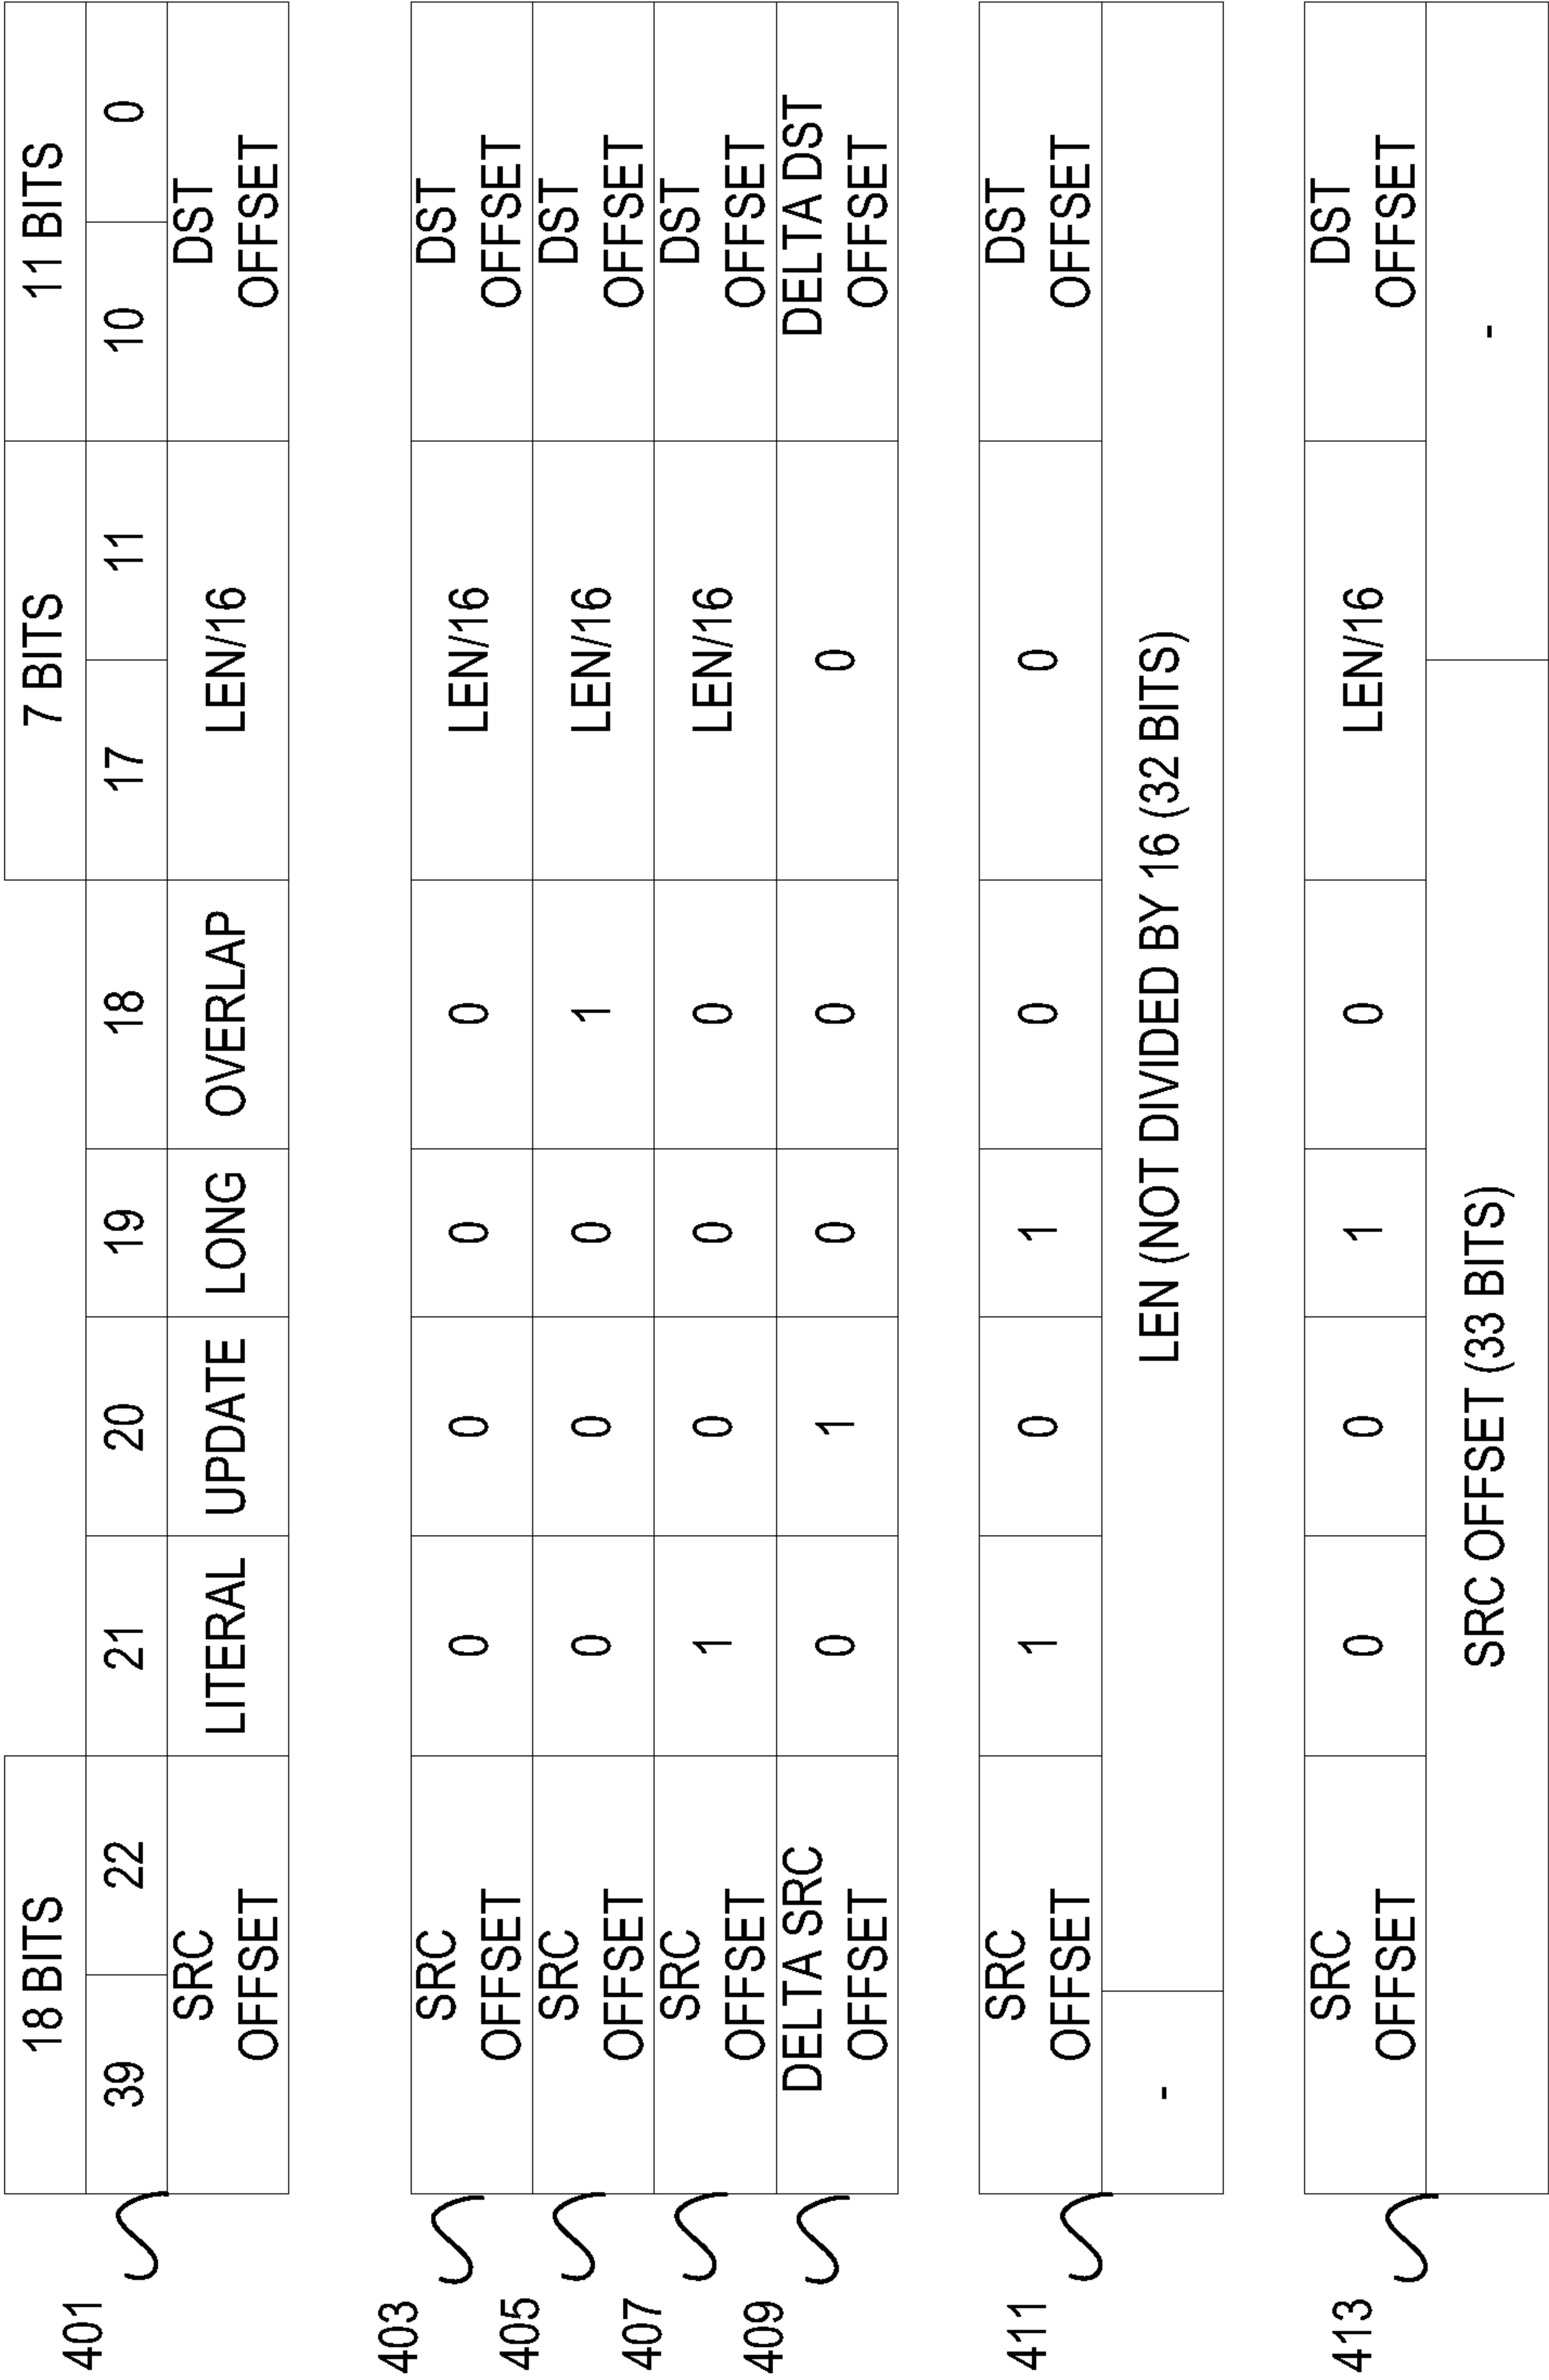 18 BITS 7 BITS 11 BITS
401 39 22 21 20 19 18 17 11 10 0
SRC OFFSET LITERAL UPDATE LONG OVERLAP LEN/16 DST OFFSET
403 SRC OFFSET 0 0 0 0 LEN/16 DST OFFSET
405 SRC OFFSET 0 0 0 1 LEN/16 DST OFFSET
407 SRC OFFSET 1 0 0 0 LEN/16 DST OFFSET
409 DELTA SRC OFFSET 0 1 0 0 0 DELTA DST OFFSET
411 SRC OFFSET 1 0 1 0 0 DST OFFSET
- LEN (NOT DIVIDED BY 16 (32 BITS)
413 SRC OFFSET 0 0 1 0 LEN/16 DST OFFSET
SRC OFFSET (33 BITS) -